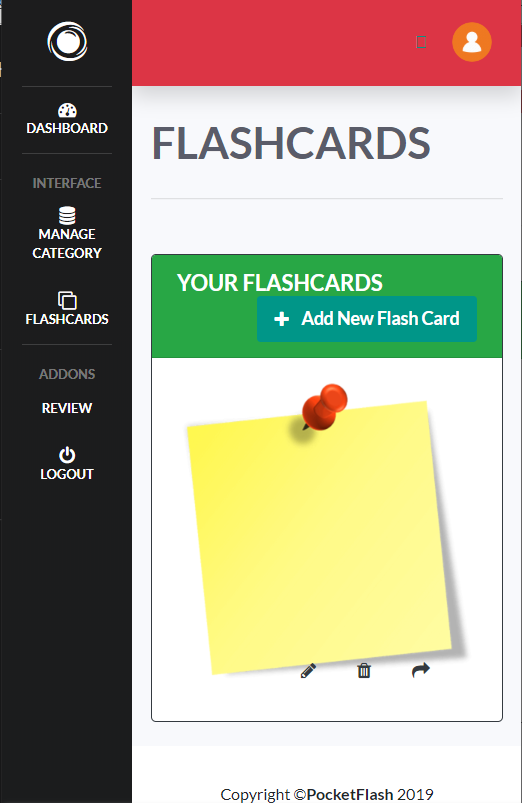 DASHBOARD
INTERFACE
MANAGE
CATEGORY
FLASHCARDS
ADDONS
REVIEW
LOGOUT
FLASHCARDS
YOUR FLASHCARDS
Add New Flash Card
Copyright ©PocketFlash 2019